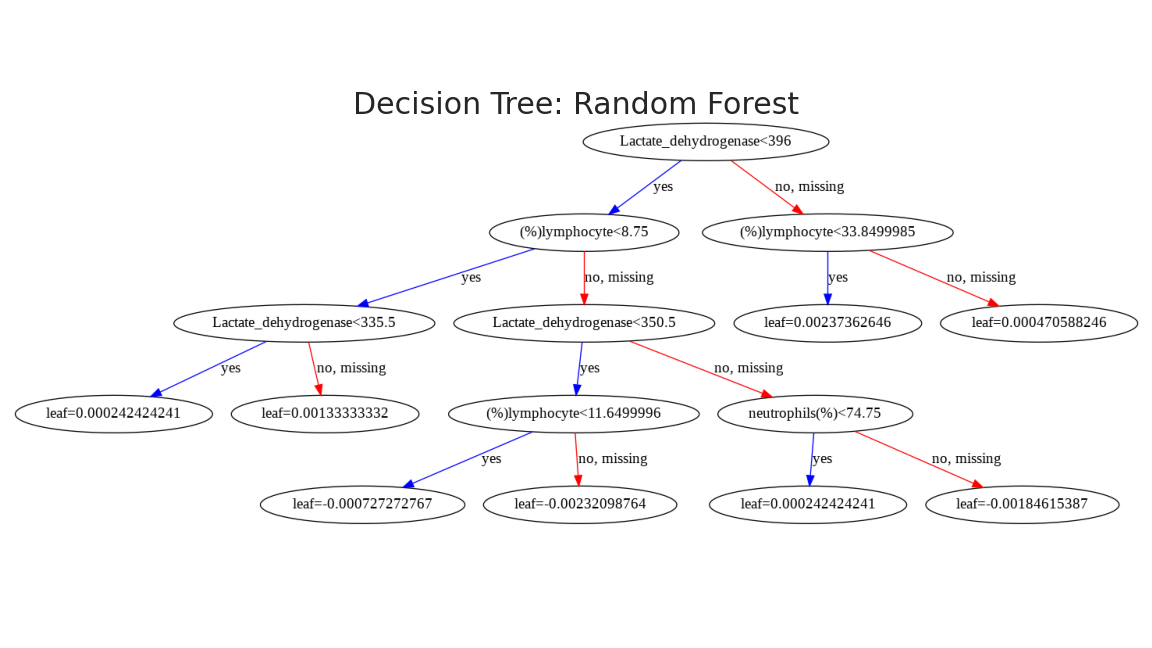 Decision Tree: Random Forest
Lactate_dehydrogenase<396
yes
no, missing
(%)lymphocyte<8.75
(%)lymphocyte<33.8499985
yes
no, missing
yes
no, missing
Lactate_dehydrogenase<335.5
Lactate_dehydrogenase<350.5
leaf=0.00237362646
leaf=0.000470588246
yes
no, missing
yes
no, missing
leaf=0.000242424241
leaf=0.00133333332
(%)lymphocyte<11.6499996
neutrophils(%)<74.75
yes
no, missing
yes
no, missing
leaf=-0.000727272767
leaf=-0.00232098764
leaf=0.000242424241
leaf=-0.00184615387